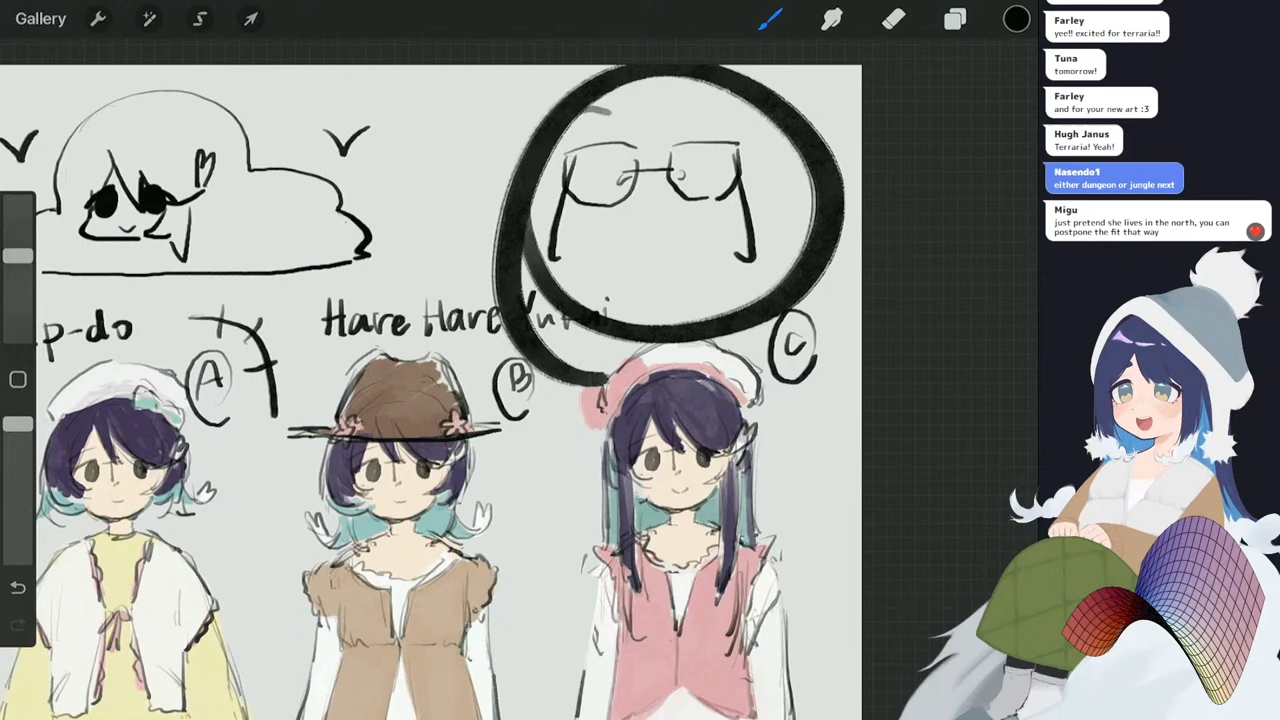 Gallery
p-do
Hare Hare
A
B
C
Farley
yee!! excited for terraria!!
Tuna
tomorrow!
Farley
and for your new art :3
Hugh Janus
Terraria! Yeah!
Nasendo1
either dungeon or jungle next
Migu
just pretend she lives in the north, you can
postpone the fit that way